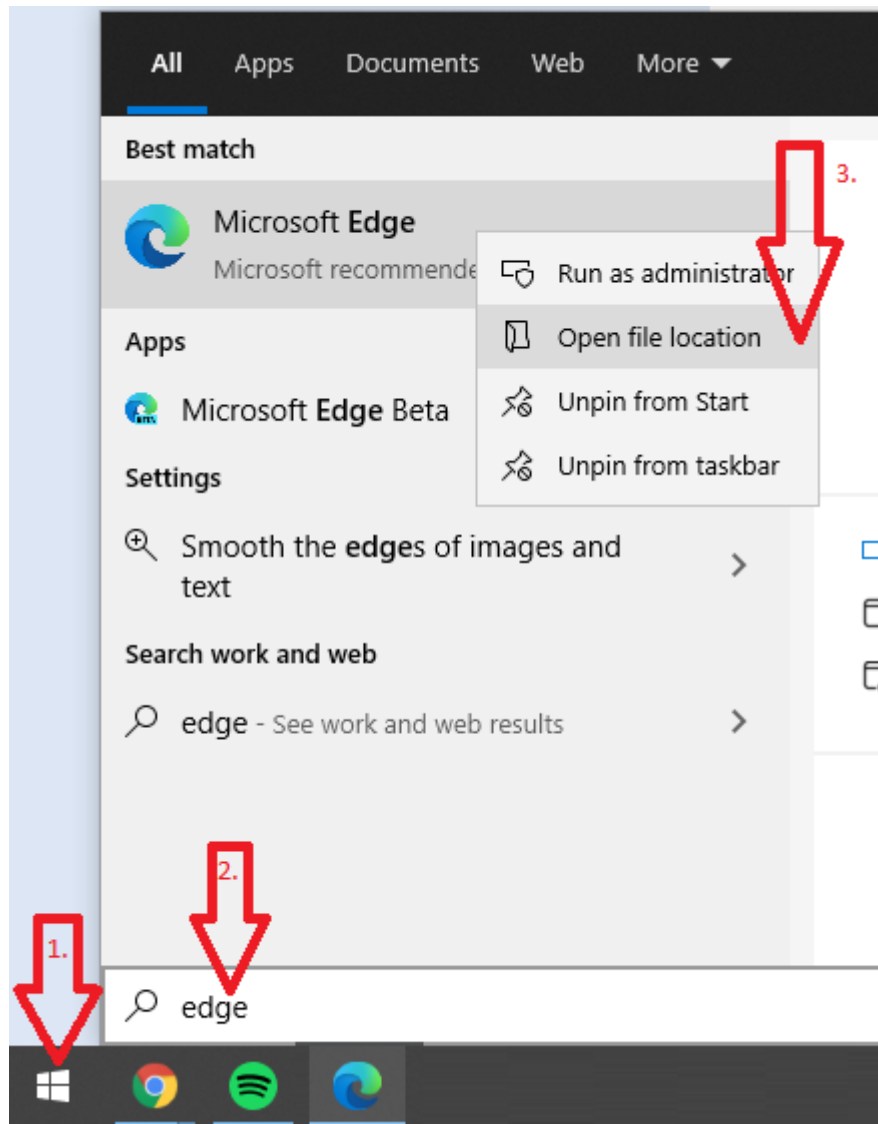 All Apps Documents Web More
Best match
3.
Microsoft Edge
Microsoft recommende
Run as administrator
Open file location
Apps
Microsoft Edge Beta
Unpin from Start
Unpin from taskbar
Settings
Smooth the edges of images and
text
Search work and web
edge - See work and web results
2.
1.
edge